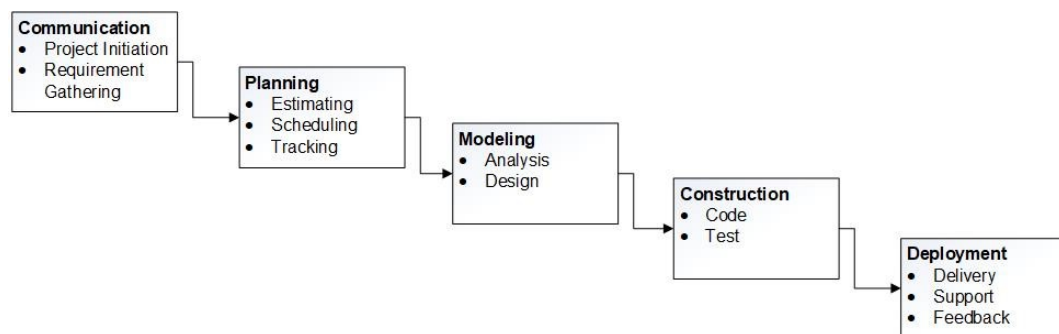 Communication
• Project Initiation
• Requirement
Gathering
Planning
• Estimating
• Scheduling
• Tracking
Modeling
• Analysis
• Design
Construction
• Code
• Test
Deployment
• Delivery
• Support
• Feedback